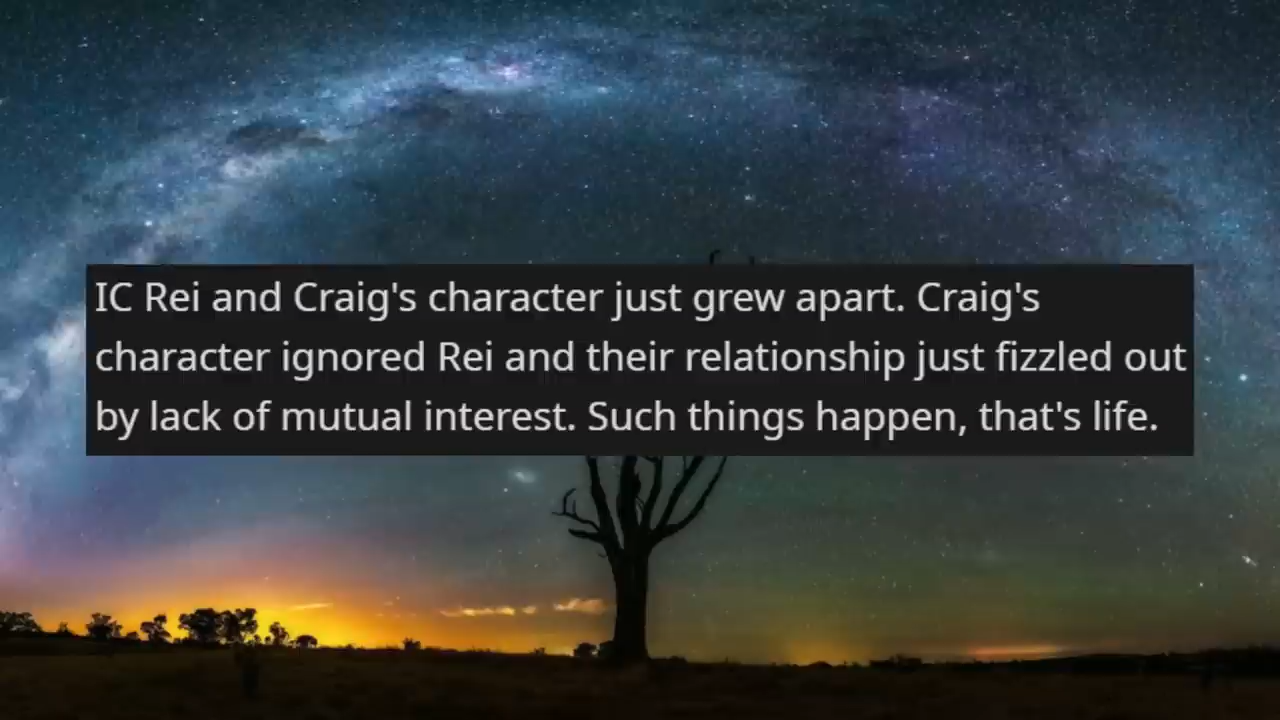 IC Rei and Craig's character just grew apart. Craig's
character ignored Rei and their relationship just fizzled out
by lack of mutual interest. Such things happen, that's life.